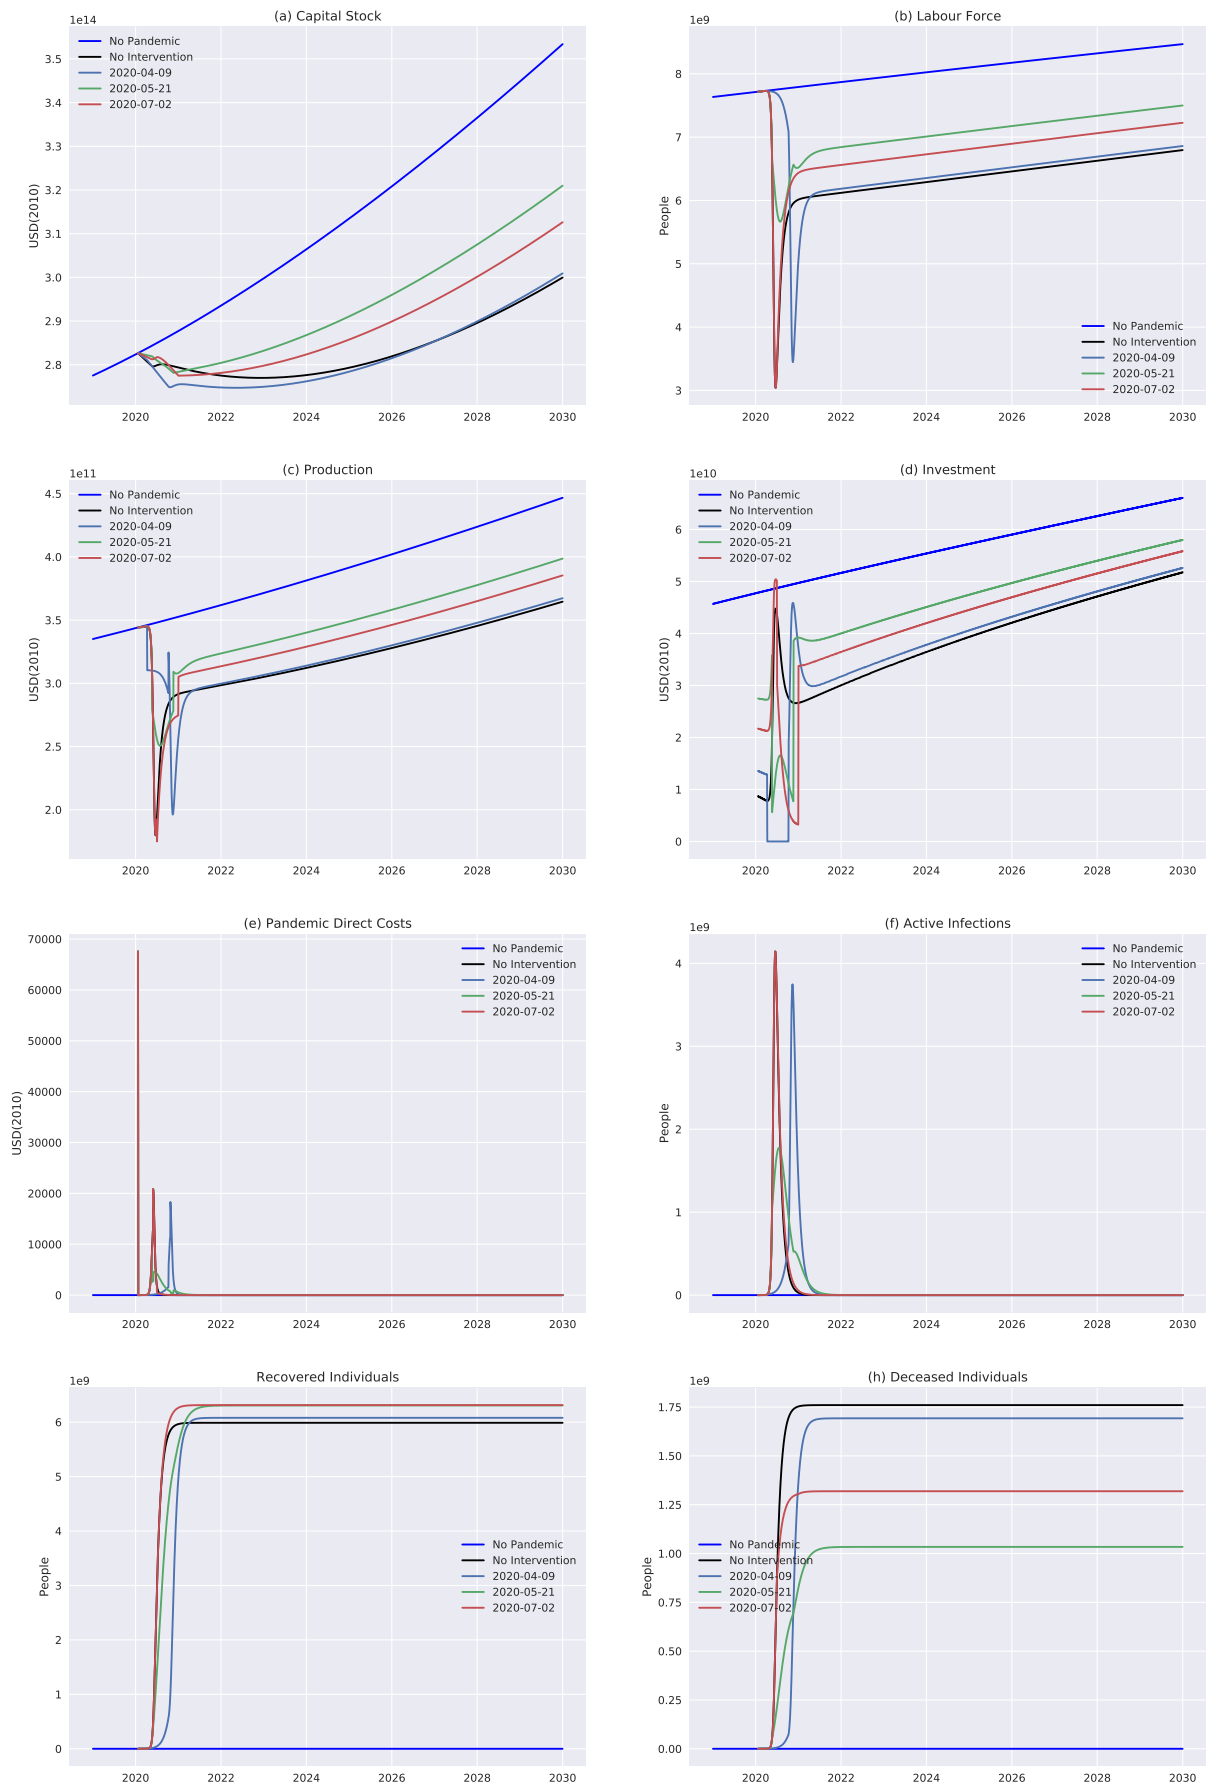 (a) Capital Stock
1e14
No Pandemic
No Intervention
2020-04-09
2020-05-21
2020-07-02
3.5
3.4
3.3
3.2
3.1
3.0
2.9
2.8
USD(2010)
2020 2022 2024 2026 2028 2030
(b) Labour Force
1e9
8
7
6
5
4
3
People
No Pandemic
No Intervention
2020-04-09
2020-05-21
2020-07-02
2020 2022 2024 2026 2028 2030
(c) Production
1e11
No Pandemic
No Intervention
2020-04-09
2020-05-21
2020-07-02
4.5
4.0
3.5
3.0
2.5
2.0
USD(2010)
2020 2022 2024 2026 2028 2030
(d) Investment
1e10
No Pandemic
No Intervention
2020-04-09
2020-05-21
2020-07-02
6
5
4
3
2
1
0
USD(2010)
2020 2022 2024 2026 2028 2030
(e) Pandemic Direct Costs
No Pandemic
No Intervention
2020-04-09
2020-05-21
2020-07-02
70000
60000
50000
40000
30000
20000
10000
0
USD(2010)
2020 2022 2024 2026 2028 2030
(f) Active Infections
1e9
No Pandemic
No Intervention
2020-04-09
2020-05-21
2020-07-02
4
3
2
1
0
People
2020 2022 2024 2026 2028 2030
Recovered Individuals
1e9
6
5
4
3
2
1
0
People
No Pandemic
No Intervention
2020-04-09
2020-05-21
2020-07-02
2020 2022 2024 2026 2028 2030
(h) Deceased Individuals
1e9
1.75
1.50
1.25
1.00
0.75
0.50
0.25
0.00
People
No Pandemic
No Intervention
2020-04-09
2020-05-21
2020-07-02
2020 2022 2024 2026 2028 2030